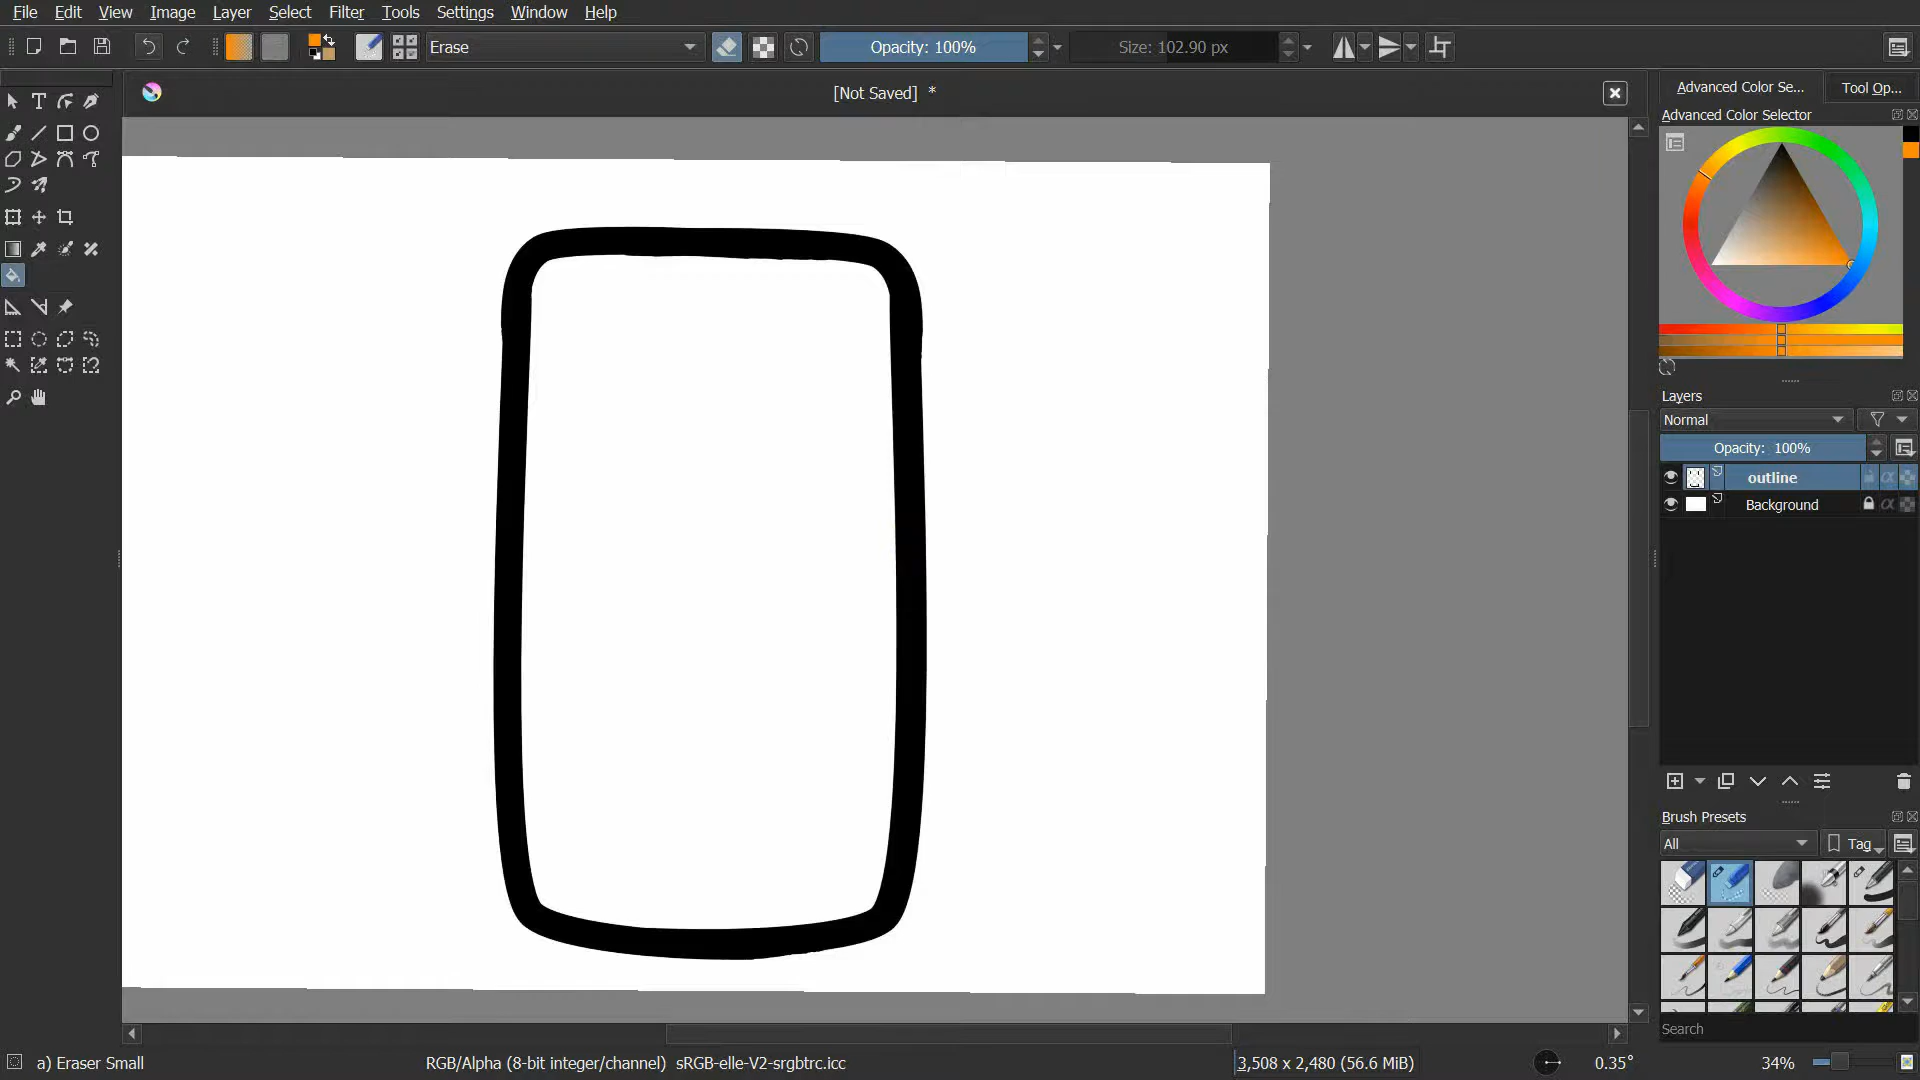 File Edit View Image Layer Select Filter Tools Settings Window Help
Erase Opacity: 100% Size: 102.90 px
[Not Saved] *
Advanced Color Se... Tool Op...
Advanced Color Selector
Layers
Normal
Opacity: 100%
outline
Background
Brush Presets
All Tag
Search
a) Eraser Small RGB/Alpha (8-bit integer/channel) sRGB-elle-V2-srgbtrc.icc 3,508 x 2,480 (56.6 MiB) 0.35° 34%